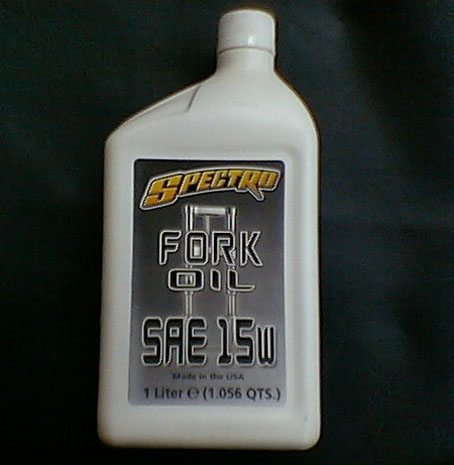 SPECTRO
FORK
OIL
SAE 15W
Made in the USA
1 Liter ℮ (1.056 QTS.)